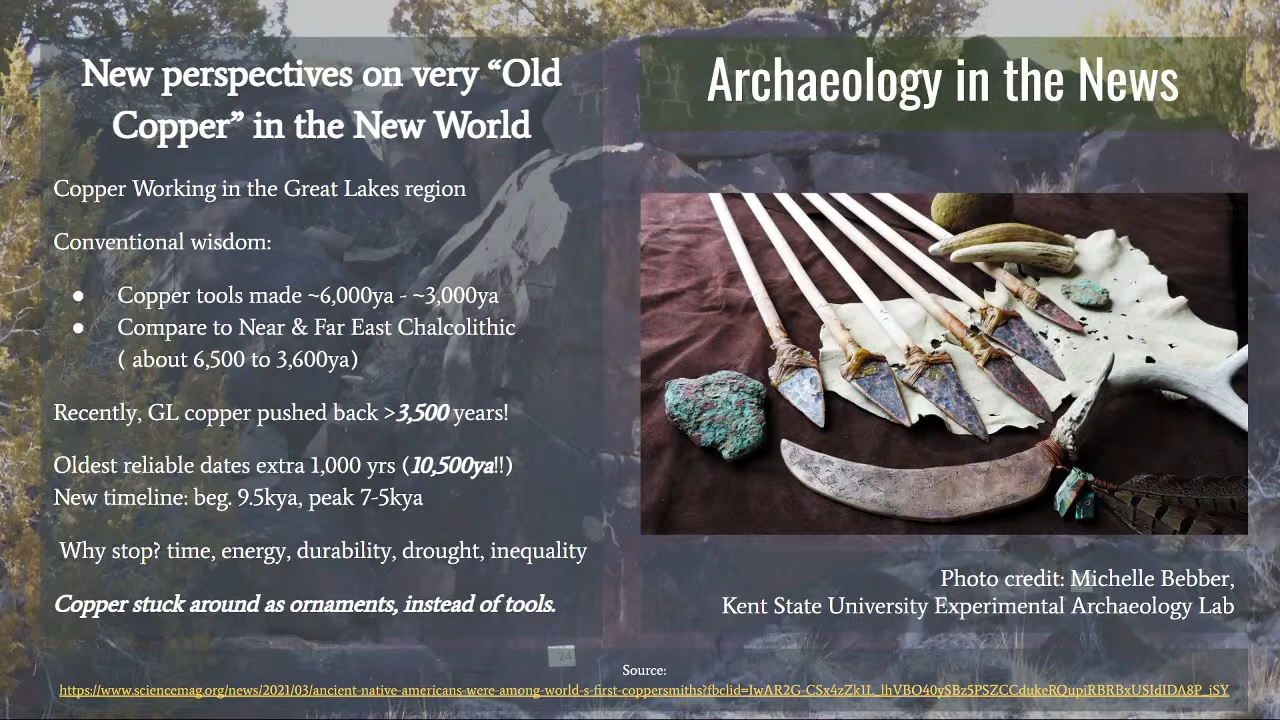 New perspectives on very “Old
Copper” in the New World
Copper Working in the Great Lakes region
Conventional wisdom:
● Copper tools made ~6,000ya - ~3,000ya
● Compare to Near & Far East Chalcolithic
( about 6,500 to 3,600ya)
Recently, GL copper pushed back >3,500 years!
Oldest reliable dates extra 1,000 yrs (10,500ya!!)
New timeline: beg. 9.5kya, peak 7-5kya
Why stop? time, energy, durability, drought, inequality
Copper stuck around as ornaments, instead of tools.
Archaeology in the News
Photo credit: Michelle Bebber,
Kent State University Experimental Archaeology Lab
24
Source:
https://www.sciencemag.org/news/2021/03/ancient-native-americans-were-among-world-s-first-coppersmiths?fbclid=IwAR2G-CSx4zZk1L_lhVBO40ySBz5PSZCCdukeRQupiRBRBxUSIdIDA8P_iSY